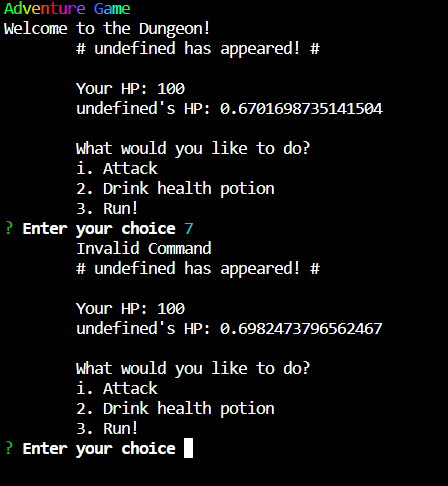 Adventure Game
Welcome to the Dungeon!
# undefined has appeared! #
Your HP: 100
undefined's HP: 0.6701698735141504
What would you like to do?
i. Attack
2. Drink health potion
3. Run!
? Enter your choice 7
Invalid Command
# undefined has appeared! #
Your HP: 100
undefined's HP: 0.6982473796562467
What would you like to do?
i. Attack
2. Drink health potion
3. Run!
? Enter your choice